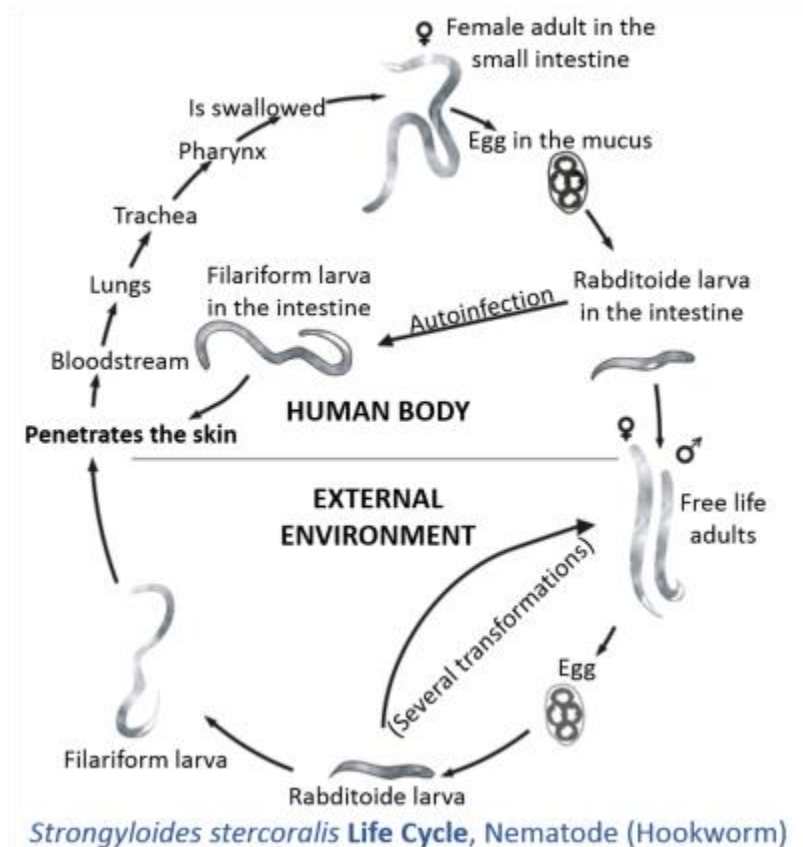 ♀ Female adult in the
small intestine
Is swallowed
Egg in the mucus
Pharynx
Trachea
Lungs
Filariform larva
in the intestine
Autoinfection
Rabditoide larva
in the intestine
Bloodstream
HUMAN BODY
Penetrates the skin
♀ ♂
EXTERNAL
ENVIRONMENT
Free life
adults
(Several transformations)
Egg
Filariform larva
Rabditoide larva
Strongyloides stercoralis Life Cycle, Nematode (Hookworm)